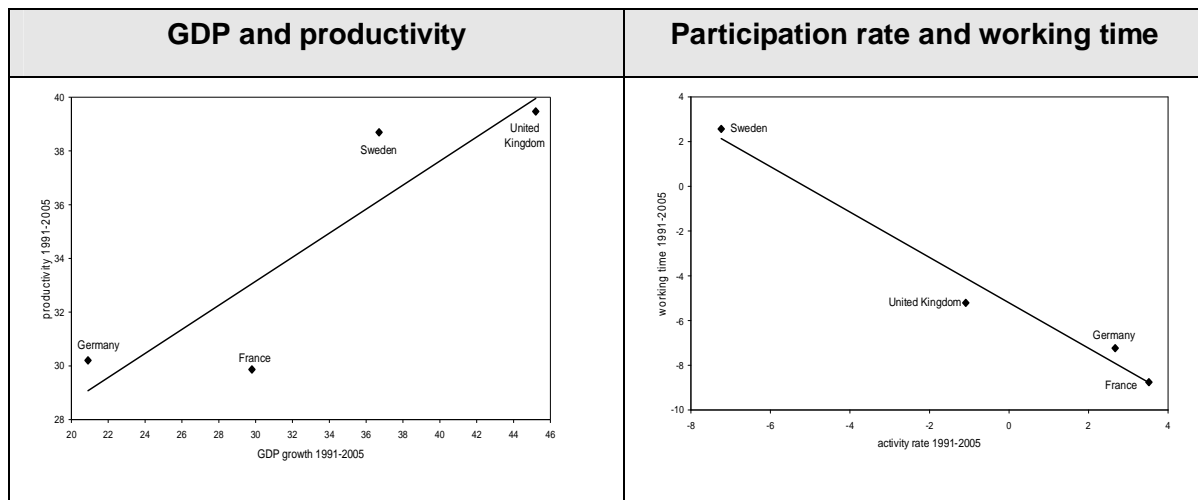 GDP and productivity
Participation rate and working time
40
38
36
34
32
30
28
productivity 1991-2005
United
Kingdom
Sweden
Germany
France
20 22 24 26 28 30 32 34 36 38 40 42 44 46
GDP growth 1991-2005
4
2
0
-2
-4
-6
-8
-10
working time 1991-2005
Sweden
United Kingdom
Germany
France
-8 -6 -4 -2 0 2 4
activity rate 1991-2005